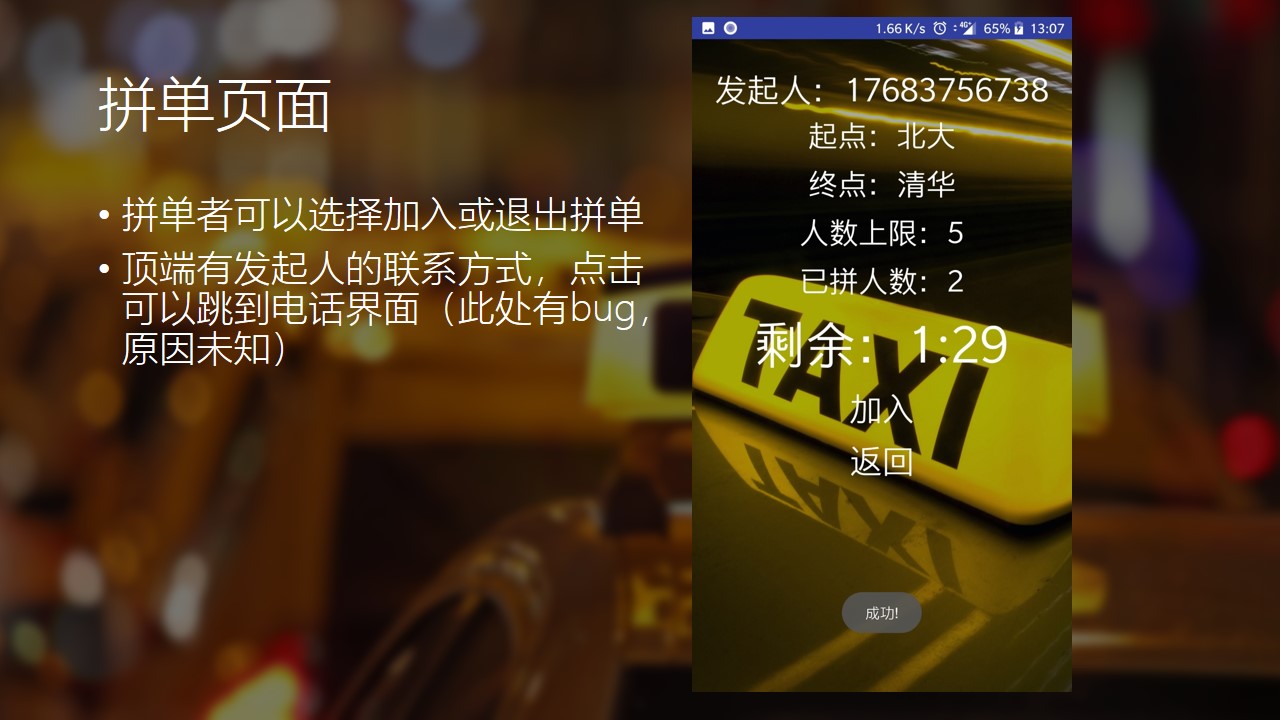 拼单页面
• 拼单者可以选择加入或退出拼单
• 顶端有发起人的联系方式，点击
可以跳到电话界面（此处有bug，
原因未知）
1.66 K/s 4G+ 65% 13:07
发起人：17683756738
起点：北大
终点：清华
人数上限：5
已拼人数：2
剩余：1:29
TAXI
加入
返回
TAXI
成功!